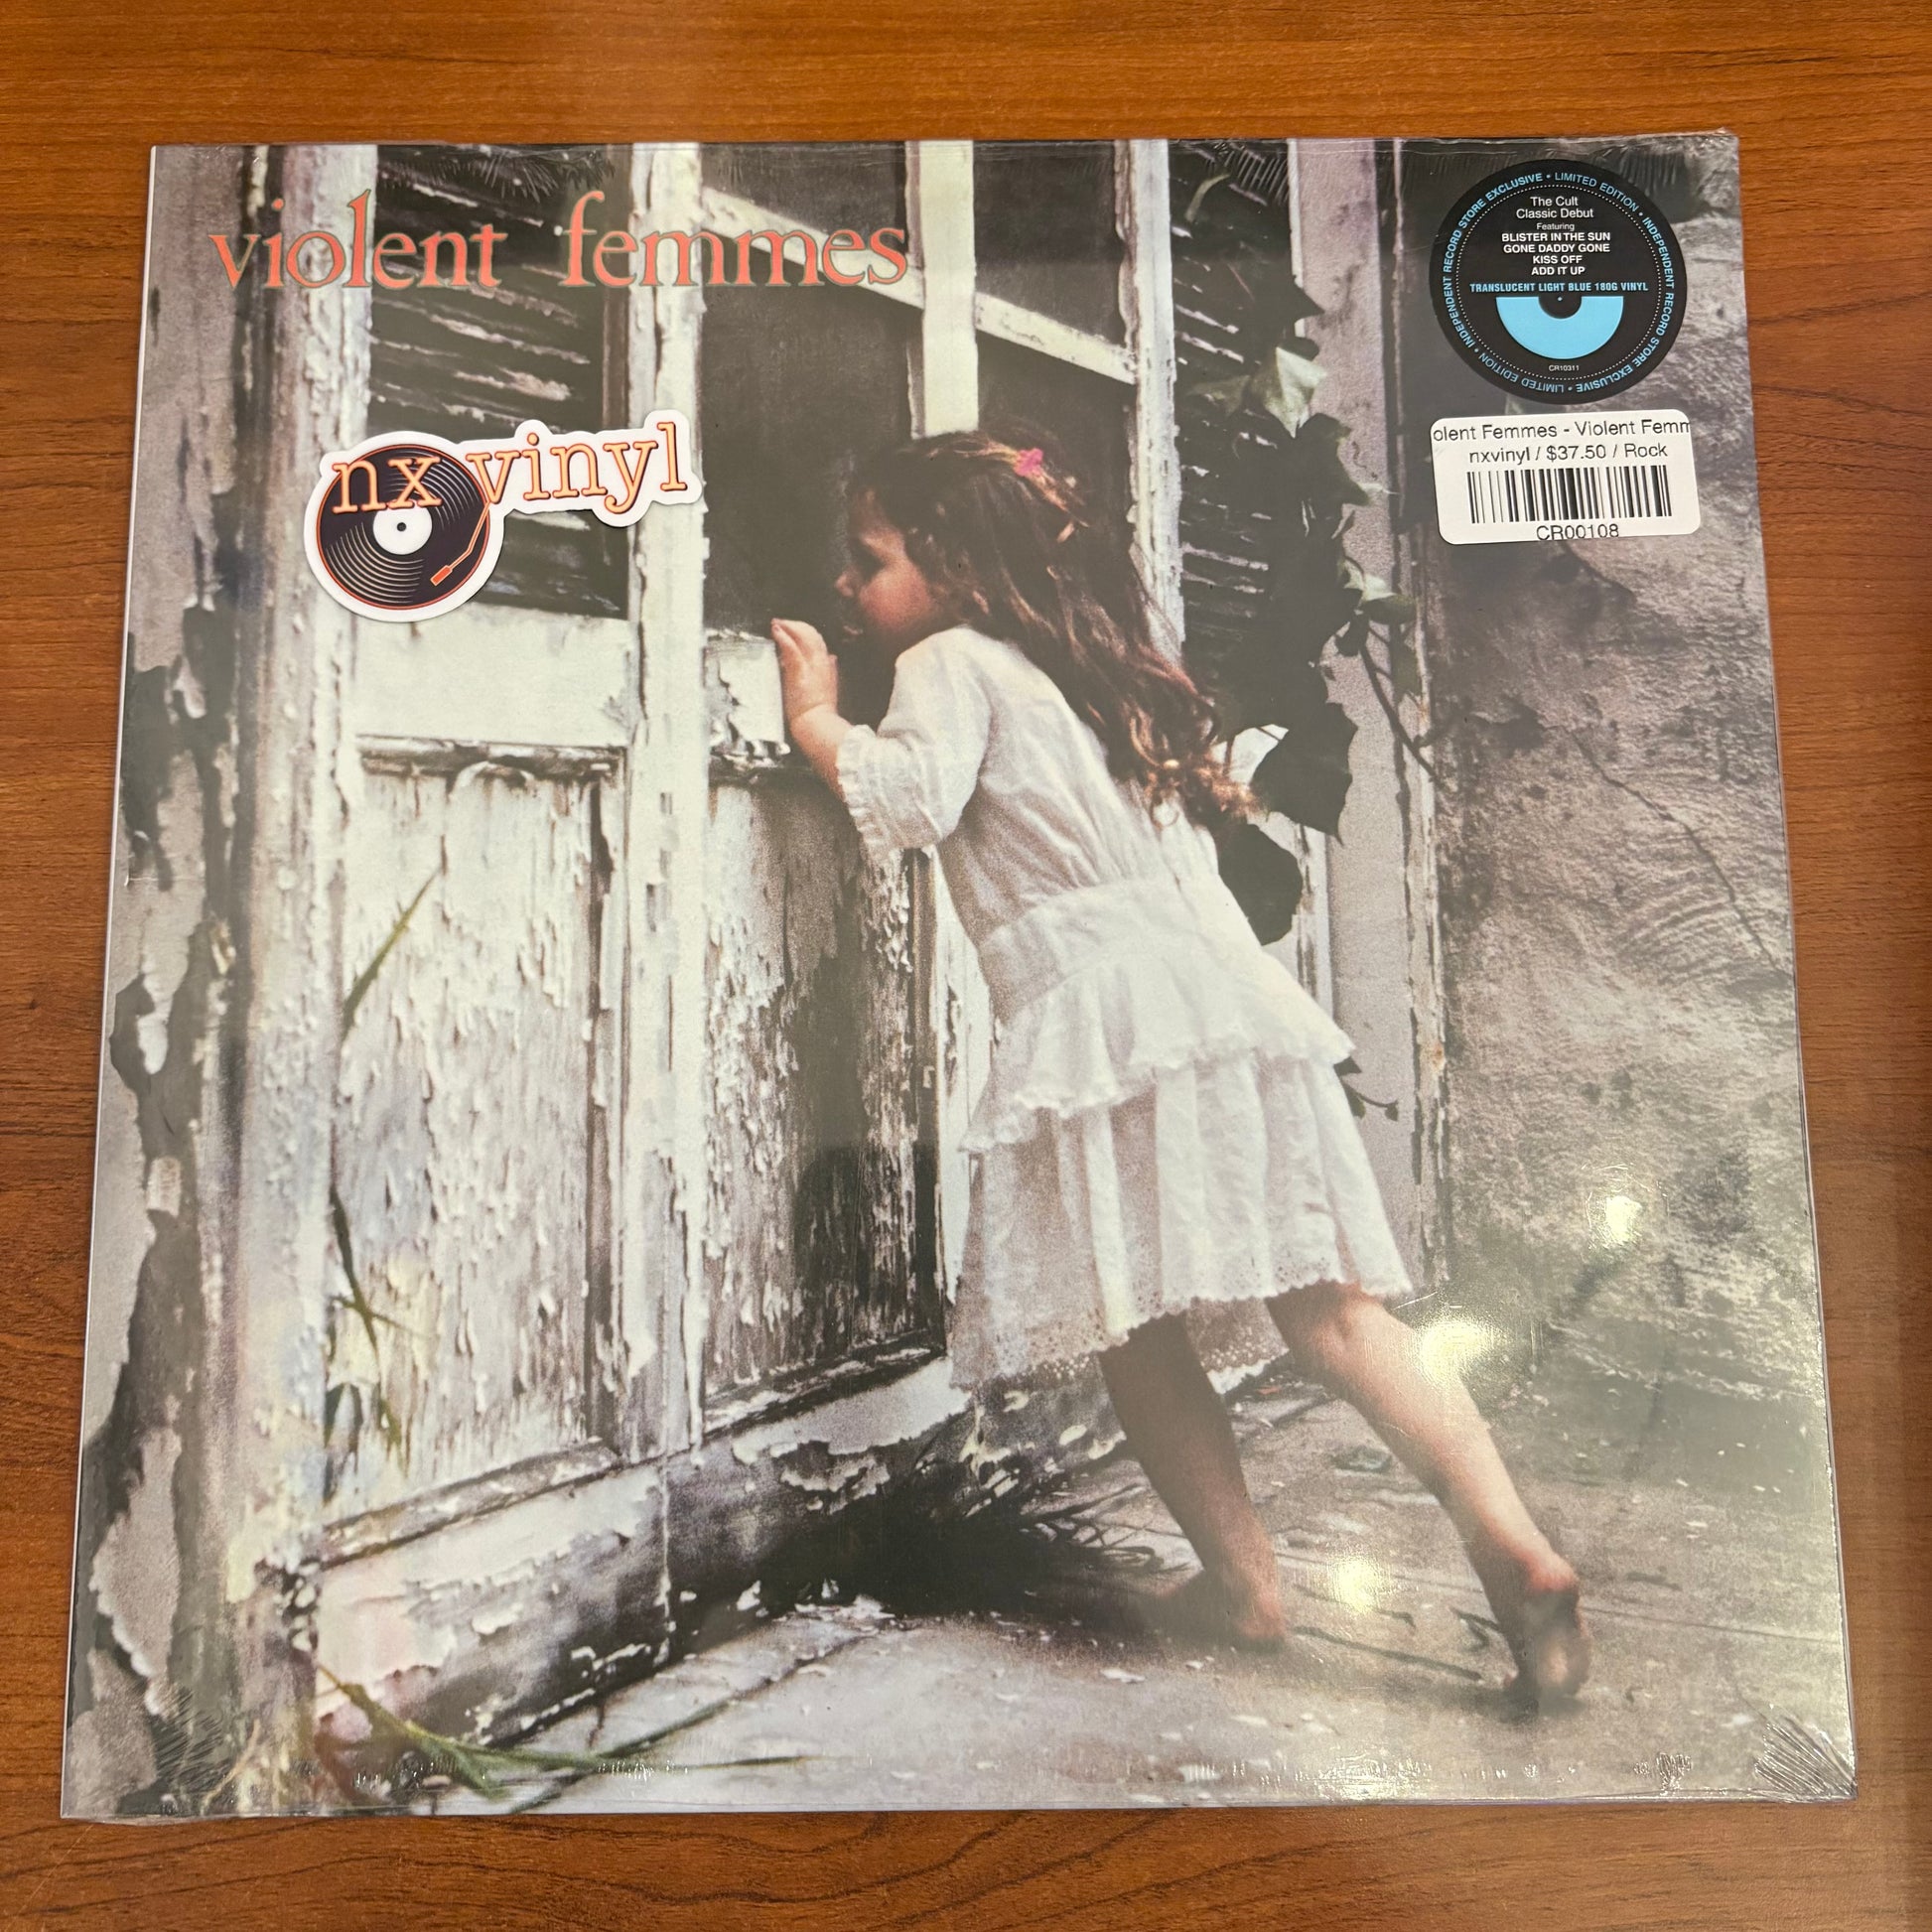 violent femmes
nx vinyl
INDEPENDENT RECORD STORE EXCLUSIVE • LIMITED EDITION • INDEPENDENT RECORD STORE EXCLUSIVE • LIMITED EDITION •
The Cult
Classic Debut
Featuring
BLISTER IN THE SUN
GONE DADDY GONE
KISS OFF
ADD IT UP
TRANSLUCENT LIGHT BLUE 180G VINYL
CR10311
olent Femmes - Violent Femm
nxvinyl / $37.50 / Rock
CR00108